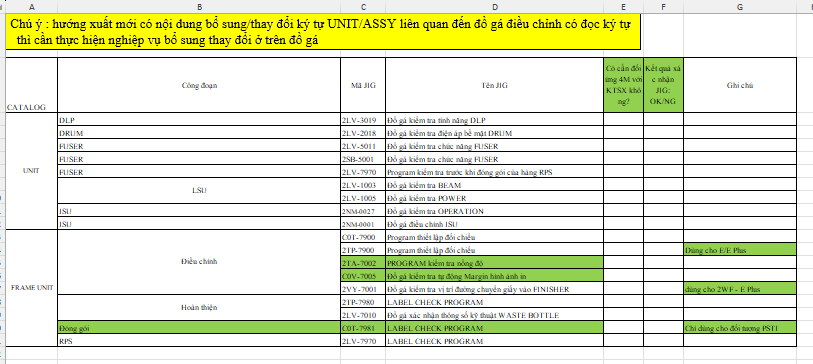 A B C D E F G
Chú ý : hướng xuất mới có nội dung bổ sung/thay đổi ký tự UNIT/ASSY liên quan đến đồ gá điều chỉnh có đọc ký tự
thì cần thực hiện nghiệp vụ bổ sung thay đổi ở trên đồ gá
CATALOG Công đoạn Mã JIG Tên JIG Có cần đối ứng 4M với KTSX không? Kết quả xác nhận JIG: OK/NG Ghi chú
UNIT
DLP 2LV-3019 Đồ gá kiểm tra tính năng DLP
DRUM 2LV-2018 Đồ gá kiểm tra điện áp bề mặt DRUM
FUSER 2LV-5011 Đồ gá kiểm tra chức năng FUSER
FUSER 2SB-5001 Đồ gá kiểm tra chức năng FUSER
FUSER 2LV-7970 Program kiểm tra trước khi đóng gói của hàng RPS
LSU 2LV-1003 Đồ gá kiểm tra BEAM
2LV-1005 Đồ gá kiểm tra POWER
ISU 2NM-0027 Đồ gá kiểm tra OPERATION
ISU 2NM-0001 Đồ gá điều chỉnh ISU
FRAME UNIT
Điều chỉnh C0T-7900 Program thiết lập đối chiếu
2TP-7900 Program thiết lập đối chiếu Dùng cho E/E Plus
2TA-7002 PROGRAM kiểm tra nồng độ
C0V-7005 Đồ gá kiểm tra tự động Margin hình ảnh in
2VY-7001 Đồ gá kiểm tra vị trí đường chuyển giấy vào FINISHER dùng cho 2WF - E Plus
Hoàn thiện 2TP-7980 LABEL CHECK PROGRAM
2LV-7010 Đồ gá xác nhận thông số kỹ thuật WASTE BOTTLE
Đóng gói C0T-7981 LABEL CHECK PROGRAM Chỉ dùng cho đối tượng PST1
RPS 2LV-7970 LABEL CHECK PROGRAM